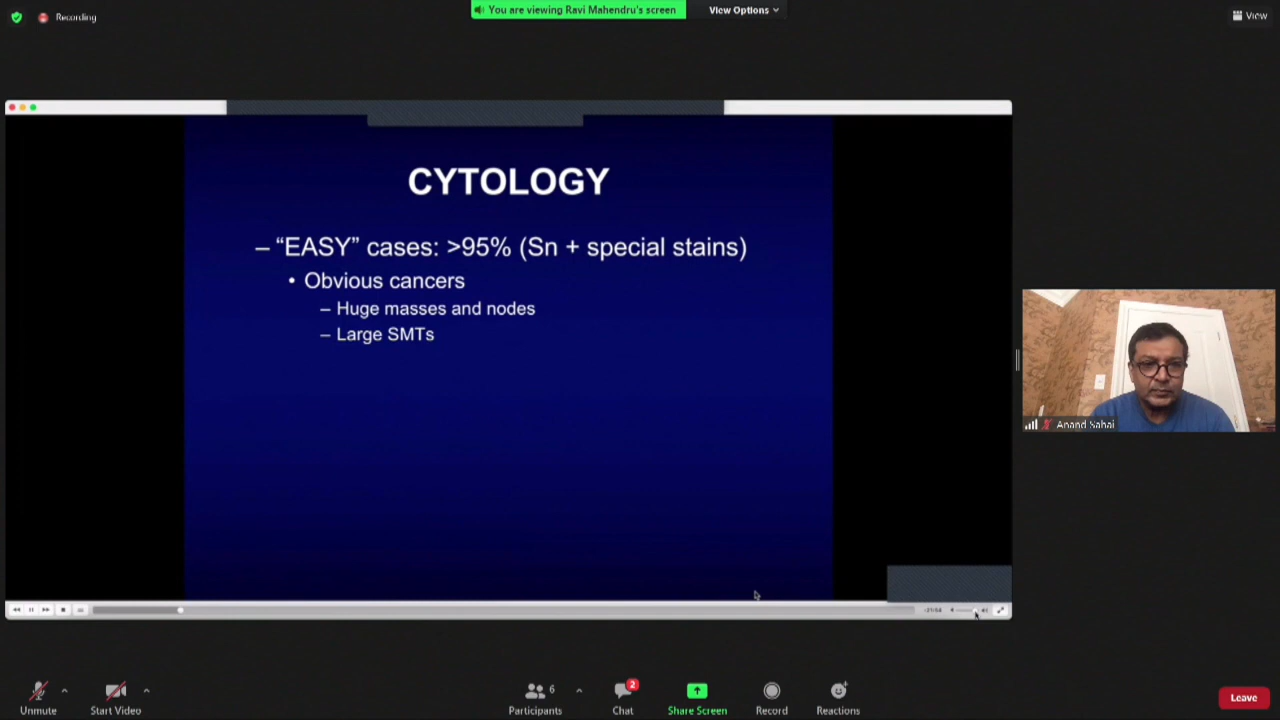 Recording
You are viewing Ravi Mahendru's screen
View Options
View
CYTOLOGY
– “EASY” cases: >95% (Sn + special stains)
• Obvious cancers
– Huge masses and nodes
– Large SMTs
Anand Sahai
Unmute
Start Video
6
Participants
2
Chat
Share Screen
Record
Reactions
Leave